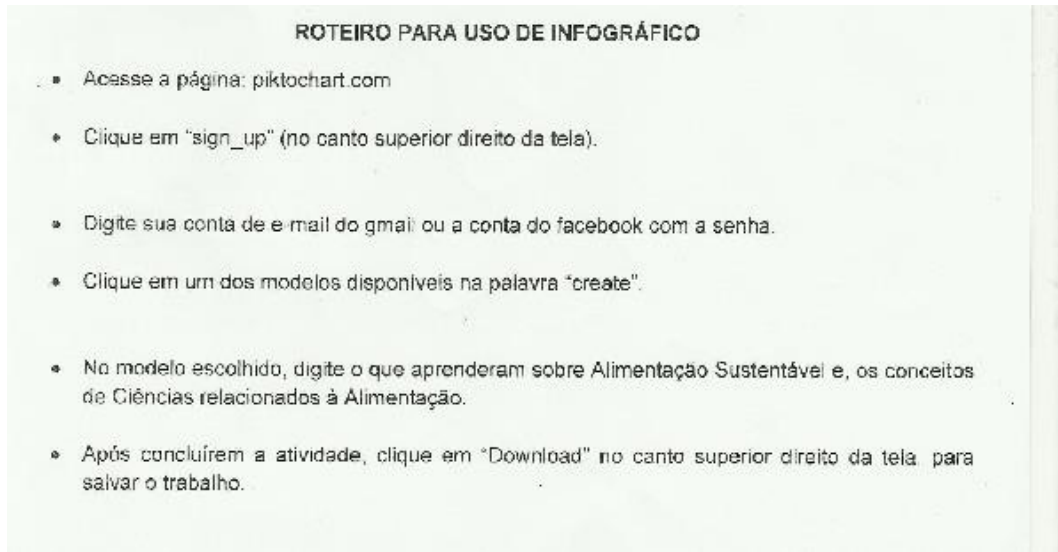 ROTEIRO PARA USO DE INFOGRÁFICO
• Acesse a página: piktochart.com
• Clique em “sign_up” (no canto superior direito da tela).
• Digite sua conta de e-mail do gmail ou a conta do facebook com a senha.
• Clique em um dos modelos disponíveis na palavra “create”.
• No modelo escolhido, digite o que aprenderam sobre Alimentação Sustentável e, os conceitos
de Ciências relacionados à Alimentação.
• Após concluírem a atividade, clique em “Download” no canto superior direito da tela para
salvar o trabalho.